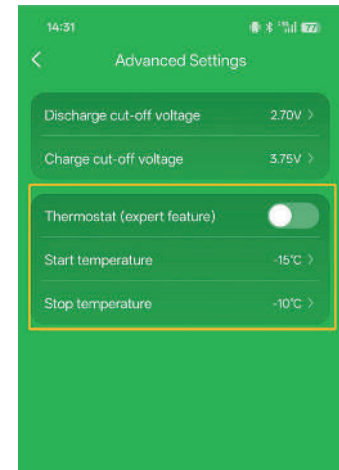 14:31
77
Advanced Settings
Discharge cut-off voltage 2.70V >
Charge cut-off voltage 3.75V >
Thermostat (expert feature)
Start temperature -15℃ >
Stop temperature -10℃ >